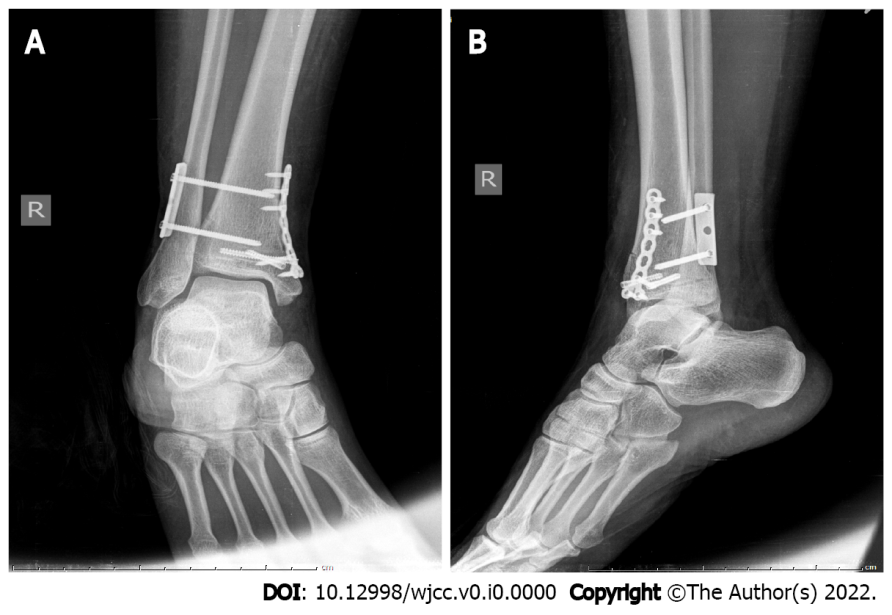 A
B
R
R
cm
cm
DOI: 10.12998/wjcc.v0.i0.0000 Copyright ©The Author(s) 2022.